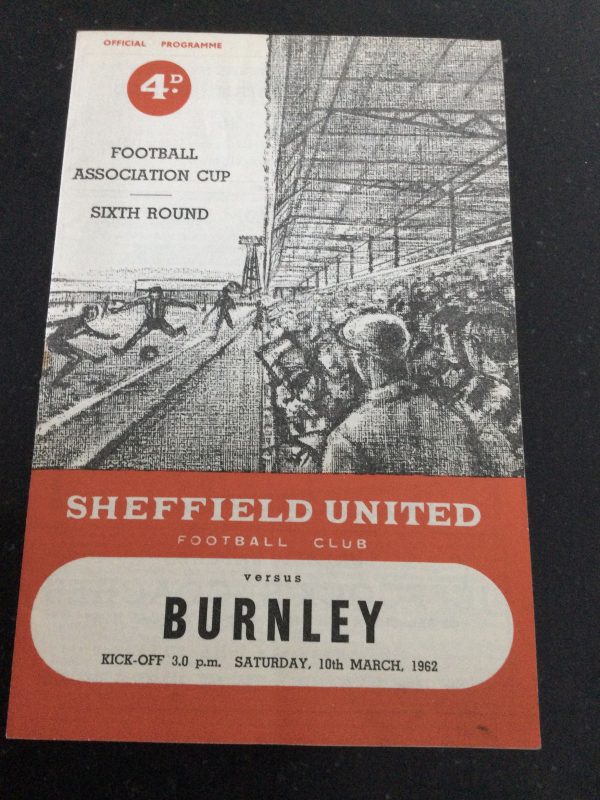 OFFICIAL PROGRAMME
4D.
FOOTBALL
ASSOCIATION CUP
SIXTH ROUND
SHEFFIELD UNITED
FOOTBALL CLUB
versus
BURNLEY
KICK-OFF 3.0 p.m. SATURDAY, 10th MARCH, 1962